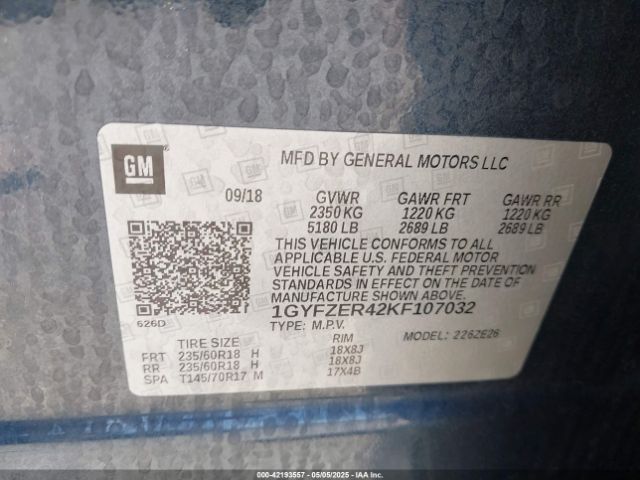 GM
MFD BY GENERAL MOTORS LLC
09/18 GVWR GAWR FRT GAWR RR
2350 KG 1220 KG 1220 KG
5180 LB 2689 LB 2689 LB
THIS VEHICLE CONFORMS TO ALL
APPLICABLE U.S. FEDERAL MOTOR
VEHICLE SAFETY AND THEFT PREVENTION
STANDARDS IN EFFECT ON THE DATE OF
MANUFACTURE SHOWN ABOVE.
626D
1GYFZER42KF107032
TYPE: M.P.V. MODEL: 226ZE26
TIRE SIZE RIM
FRT 235/60R18 H 18X8J
RR 235/60R18 H 18X8J
SPA T145/70R17 M 17X4B
000-42193557 - 05/05/2025 - IAA Inc.